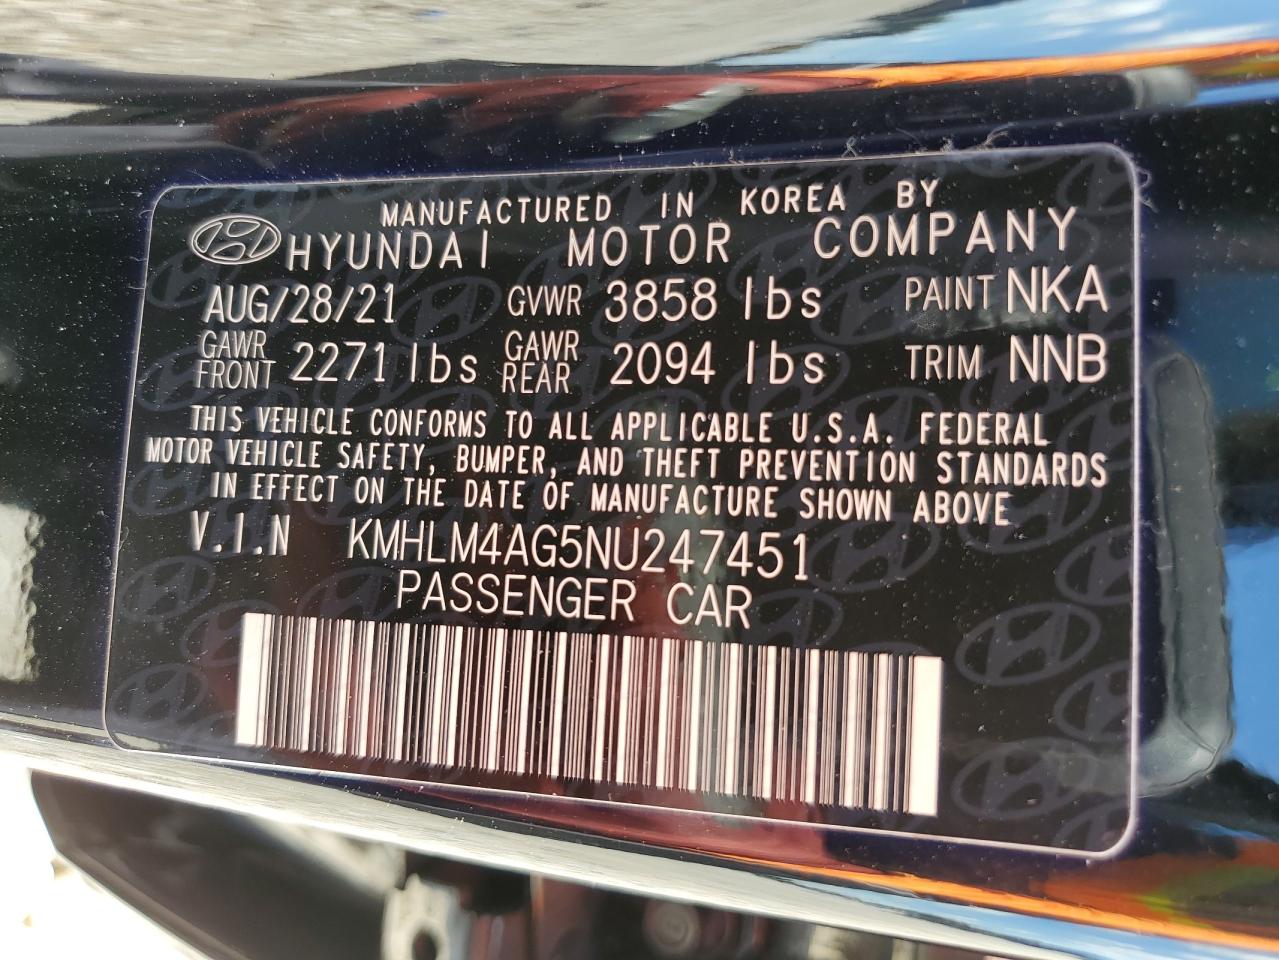 MANUFACTURED IN KOREA BY
HYUNDAI MOTOR COMPANY
AUG/28/21 GVWR 3858 lbs PAINT NKA
GAWR FRONT 2271 lbs GAWR REAR 2094 lbs TRIM NNB
THIS VEHICLE CONFORMS TO ALL APPLICABLE U.S.A. FEDERAL
MOTOR VEHICLE SAFETY, BUMPER, AND THEFT PREVENTION STANDARDS
IN EFFECT ON THE DATE OF MANUFACTURE SHOWN ABOVE
V.I.N KMHLM4AG5NU247451
PASSENGER CAR